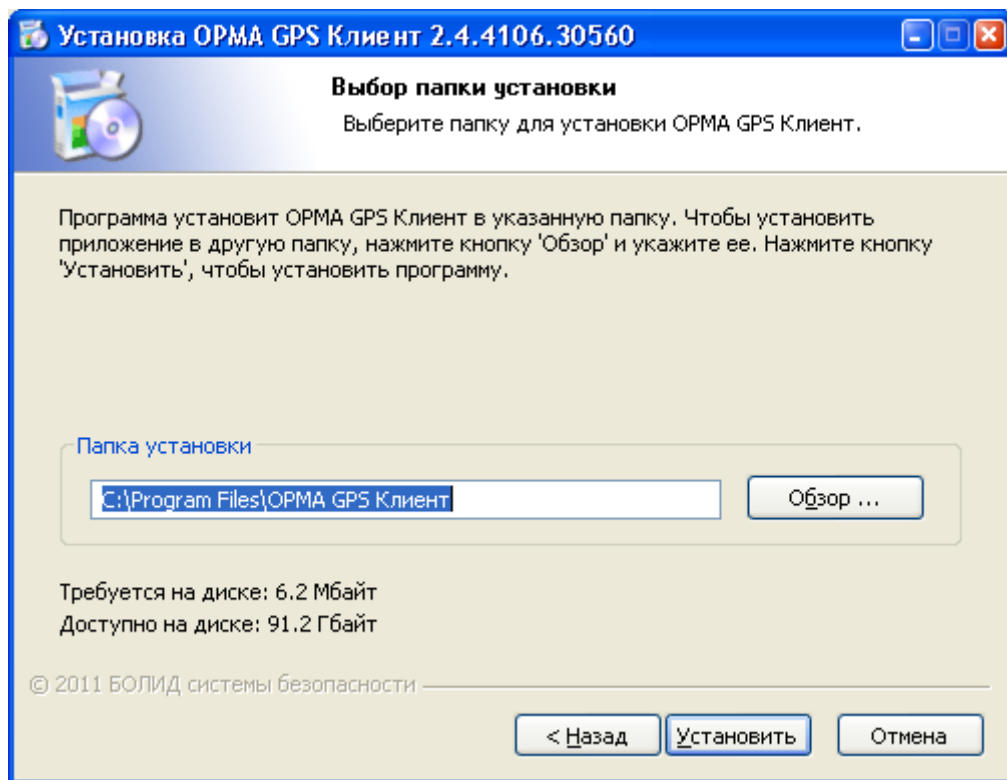 Установка ОРМА GPS Клиент 2.4.4106.30560
Выбор папки установки
Выберите папку для установки ОРМА GPS Клиент.
Программа установит ОРМА GPS Клиент в указанную папку. Чтобы установить
приложение в другую папку, нажмите кнопку 'Обзор' и укажите ее. Нажмите кнопку
'Установить', чтобы установить программу.
Папка установки
C:\Program Files\ОРМА GPS Клиент
Обзор ...
Требуется на диске: 6.2 Мбайт
Доступно на диске: 91.2 Гбайт
© 2011 БОЛИД системы безопасности
< Назад
Установить
Отмена